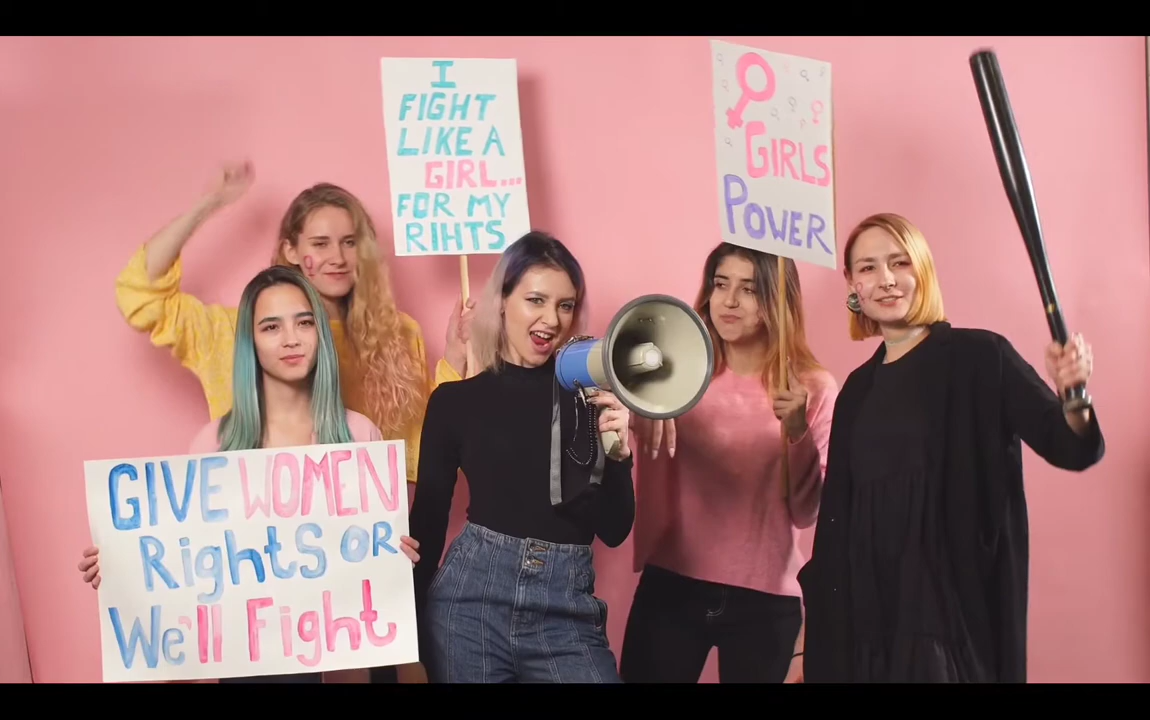 I
FIGHT
LIKE A
GIRL...
FOR MY
RIHTS
GIRLS
POWER
GIVE WOMEN
Rights OR
We'll Fight